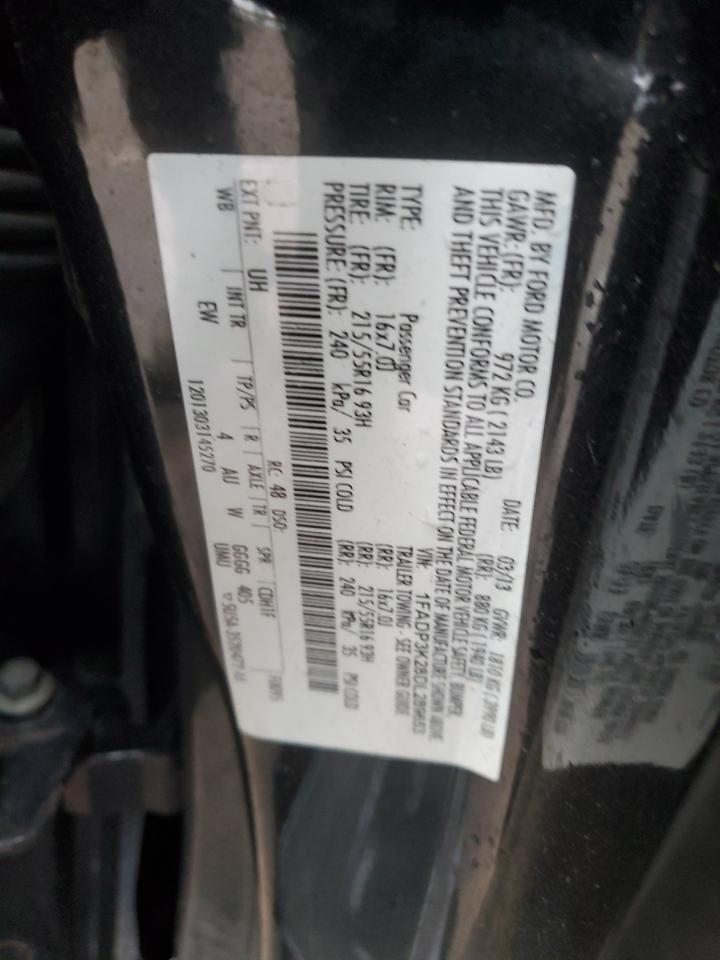 MFD. BY FORD MOTOR CO.
DATE: 03/13 GVWR: 1810 KG ( 3990 LB)
GAWR: (FR): 972 KG ( 2143 LB) (RR): 880 KG ( 1940 LB)
THIS VEHICLE CONFORMS TO ALL APPLICABLE FEDERAL MOTOR VEHICLE SAFETY, BUMPER
AND THEFT PREVENTION STANDARDS IN EFFECT ON THE DATE OF MANUFACTURE SHOWN ABOVE.
VIN:
TYPE: Passenger Car TRAILER TOWING - SEE OWNER GUIDE
RIM: (FR): 16x7.0J (RR): 16x7.0J
TIRE: (FR): 215/55R16 93H (RR): 215/55R16 93H
PRESSURE: (FR): 240 kPa/ 35 PSI COLD (RR): 240 kPa/ 35 PSI COLD
EXT PNT: UH RC: 48 DSO:
WB INT TR TP/PS R AXLE TR SPR
EW 4 AU W GGGG 405
UMU
1201303145270